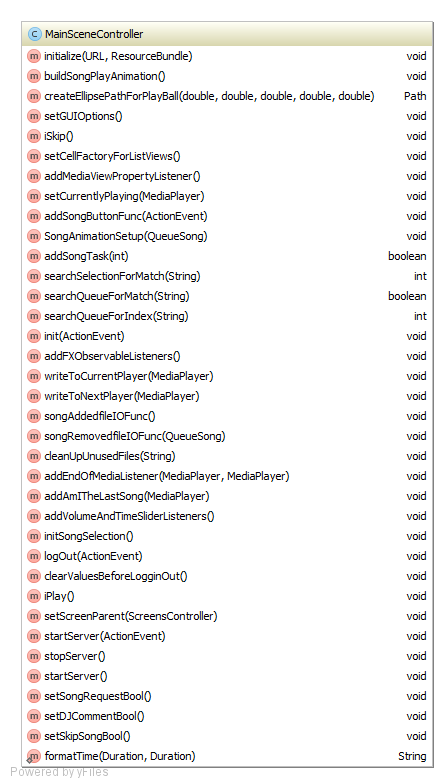 C MainSceneController
m initialize(URL, ResourceBundle) void
m buildSongPlayAnimation() void
m createEllipsePathForPlayBall(double, double, double, double, double) Path
m setGUIOptions() void
m iSkip() void
m setCellFactoryForListViews() void
m addMediaViewPropertyListener() void
m setCurrentlyPlaying(MediaPlayer) void
m addSongButtonFunc(ActionEvent) void
m SongAnimationSetup(QueueSong) void
m addSongTask(int) boolean
m searchSelectionForMatch(String) int
m searchQueueForMatch(String) boolean
m searchQueueForIndex(String) int
m init(ActionEvent) void
m addFXObservableListeners() void
m writeToCurrentPlayer(MediaPlayer) void
m writeToNextPlayer(MediaPlayer) void
m songAddedfileIOFunc() void
m songRemovedfileIOFunc(QueueSong) void
m cleanUpUnusedFiles(String) void
m addEndOfMediaListener(MediaPlayer, MediaPlayer) void
m addAmITheLastSong(MediaPlayer) void
m addVolumeAndTimeSliderListeners() void
m initSongSelection() void
m logOut(ActionEvent) void
m clearValuesBeforeLogginOut() void
m iPlay() void
m setScreenParent(ScreensController) void
m startServer(ActionEvent) void
m stopServer() void
m startServer() void
m setSongRequestBool() void
m setDJCommentBool() void
m setSkipSongBool() void
m formatTime(Duration, Duration) String
Powered by yFiles